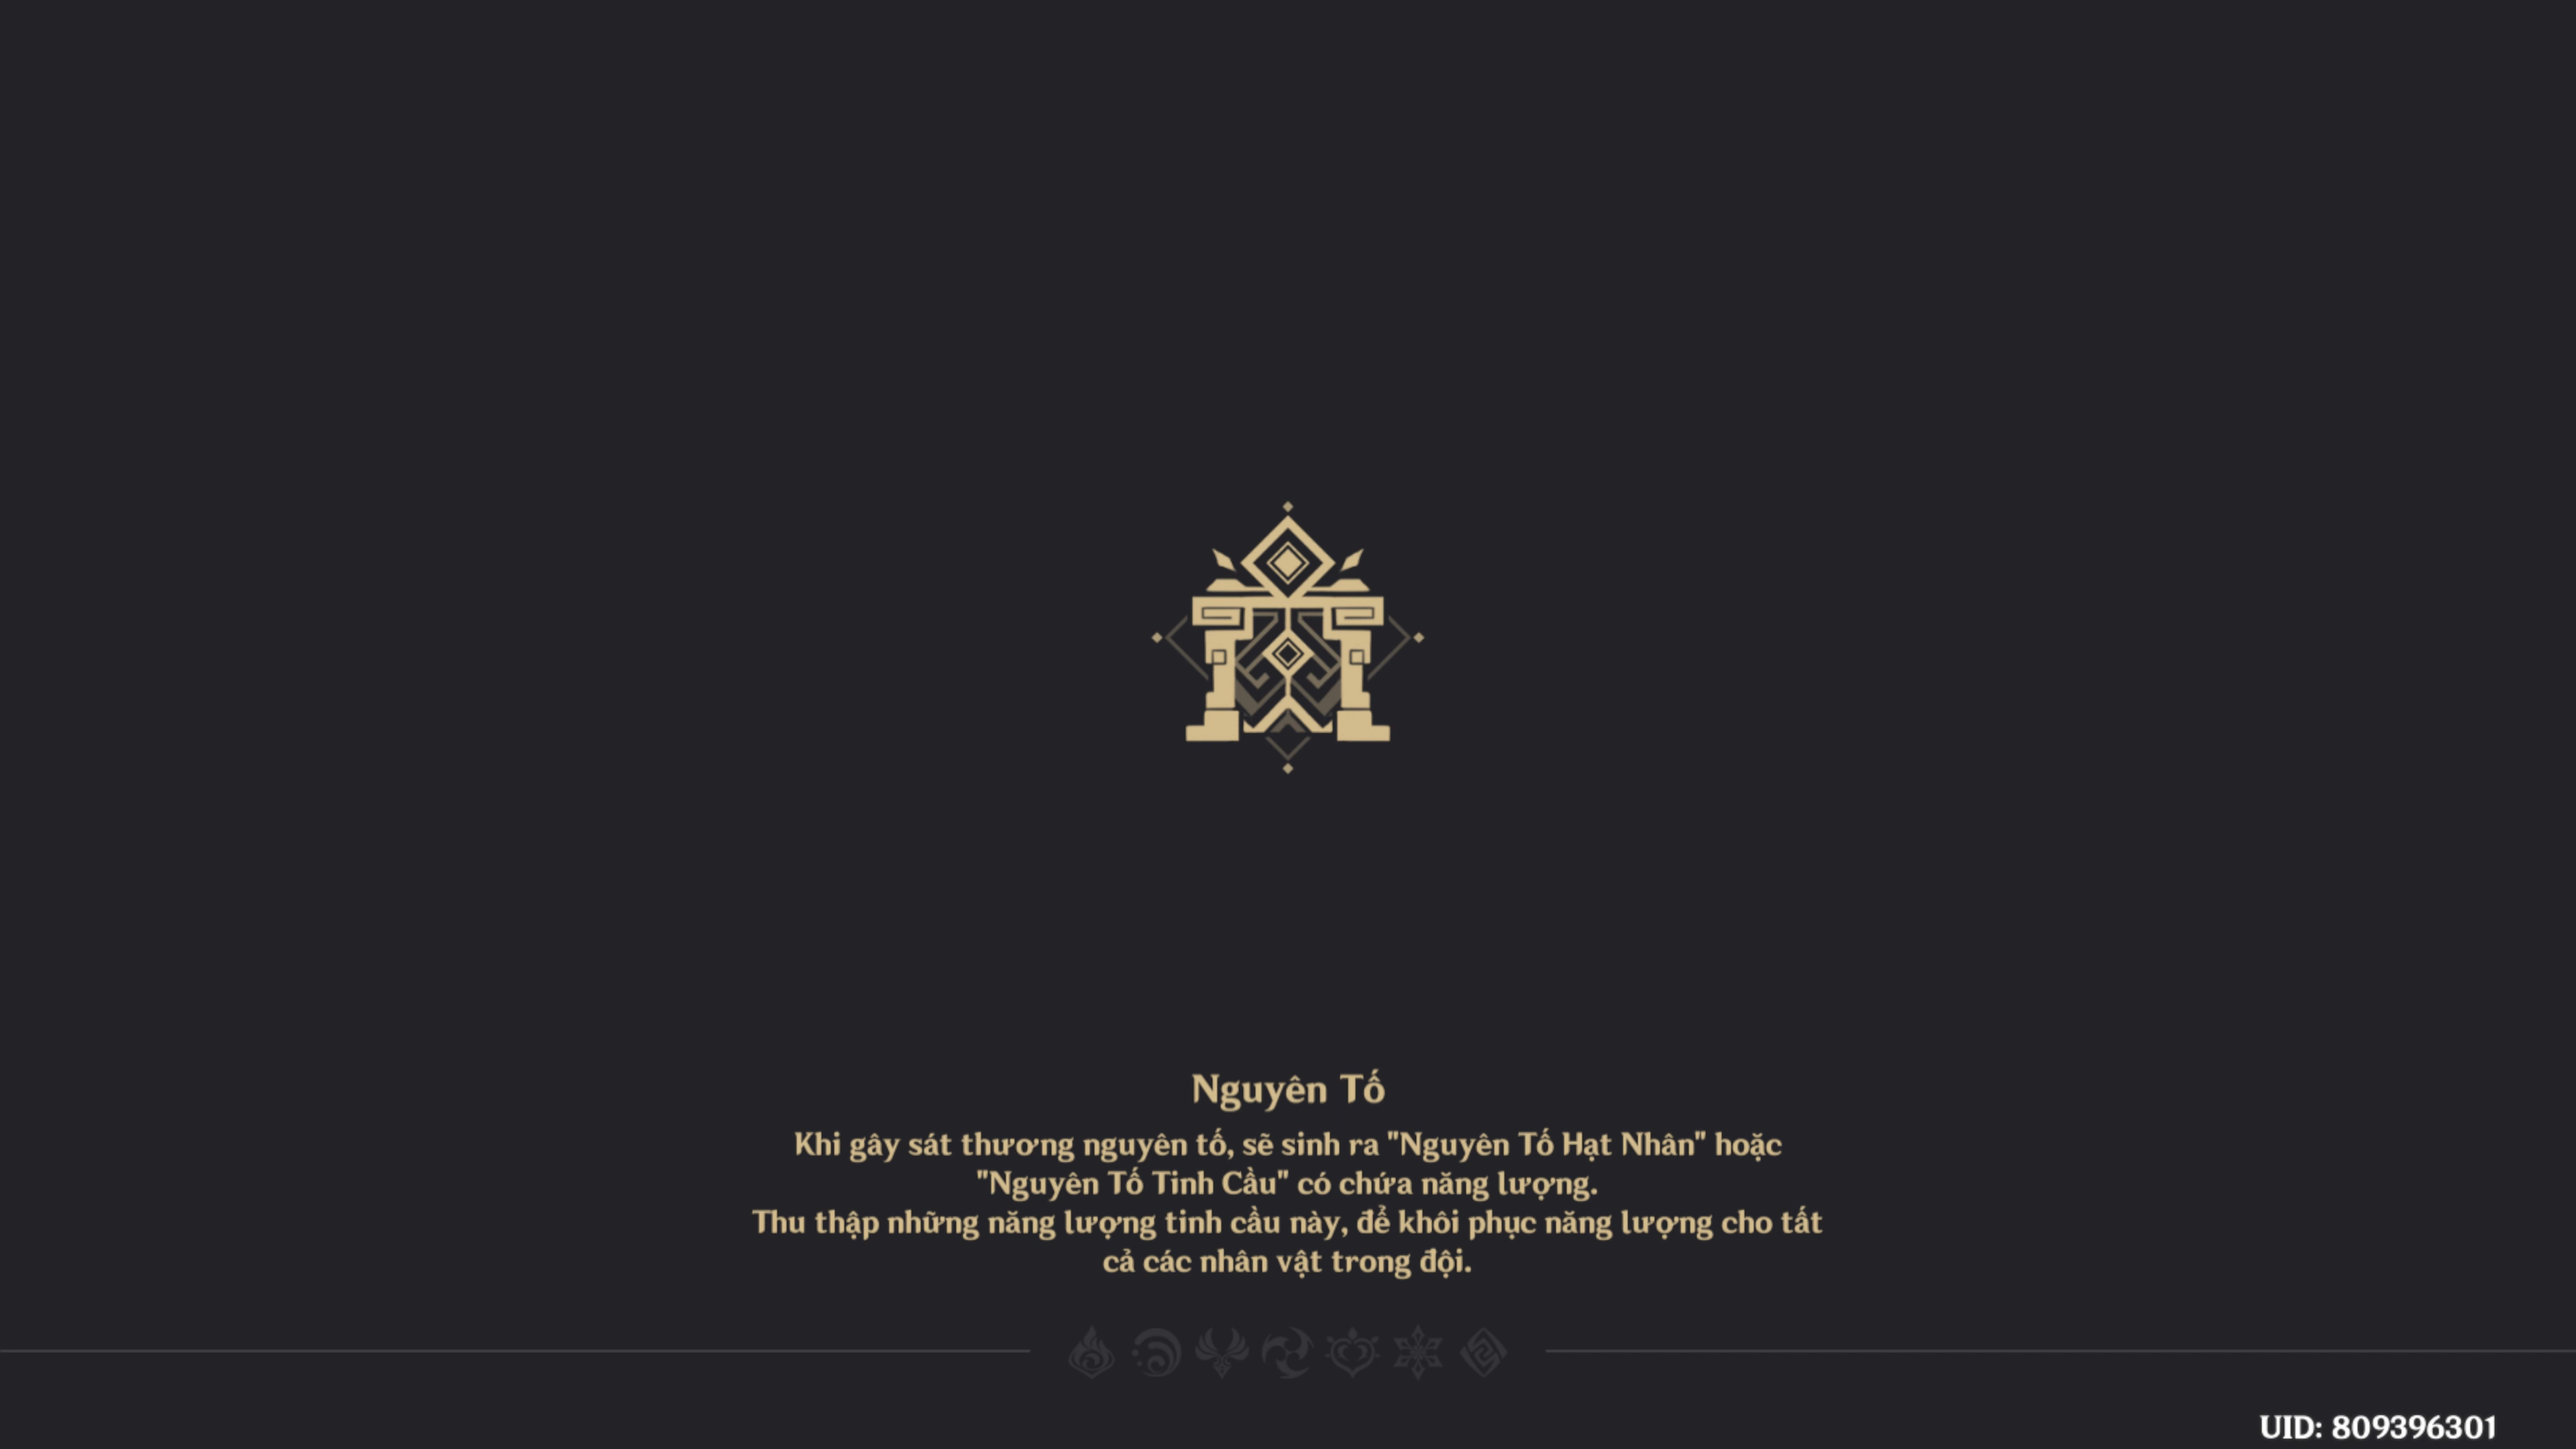 Nguyên Tố
Khi gây sát thương nguyên tố, sẽ sinh ra "Nguyên Tố Hạt Nhân" hoặc
"Nguyên Tố Tinh Cầu" có chứa năng lượng.
Thu thập những năng lượng tinh cầu này, để khôi phục năng lượng cho tất
cả các nhân vật trong đội.
UID: 809396301